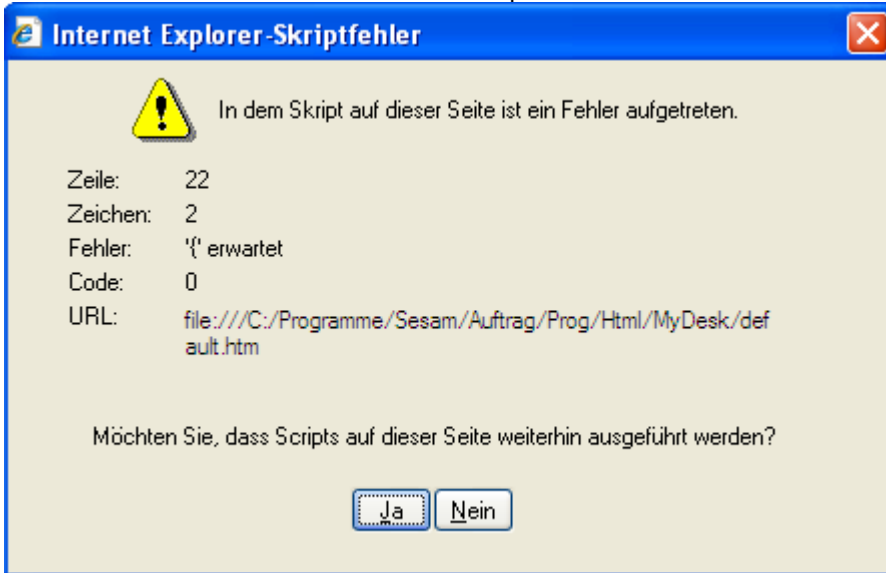 Internet Explorer-Skriptfehler
In dem Skript auf dieser Seite ist ein Fehler aufgetreten.
Zeile: 22
Zeichen: 2
Fehler: '{' erwartet
Code: 0
URL: file:///C:/Programme/Sesam/Auftrag/Prog/Html/MyDesk/def
ault.htm
Möchten Sie, dass Scripts auf dieser Seite weiterhin ausgeführt werden?
Ja Nein